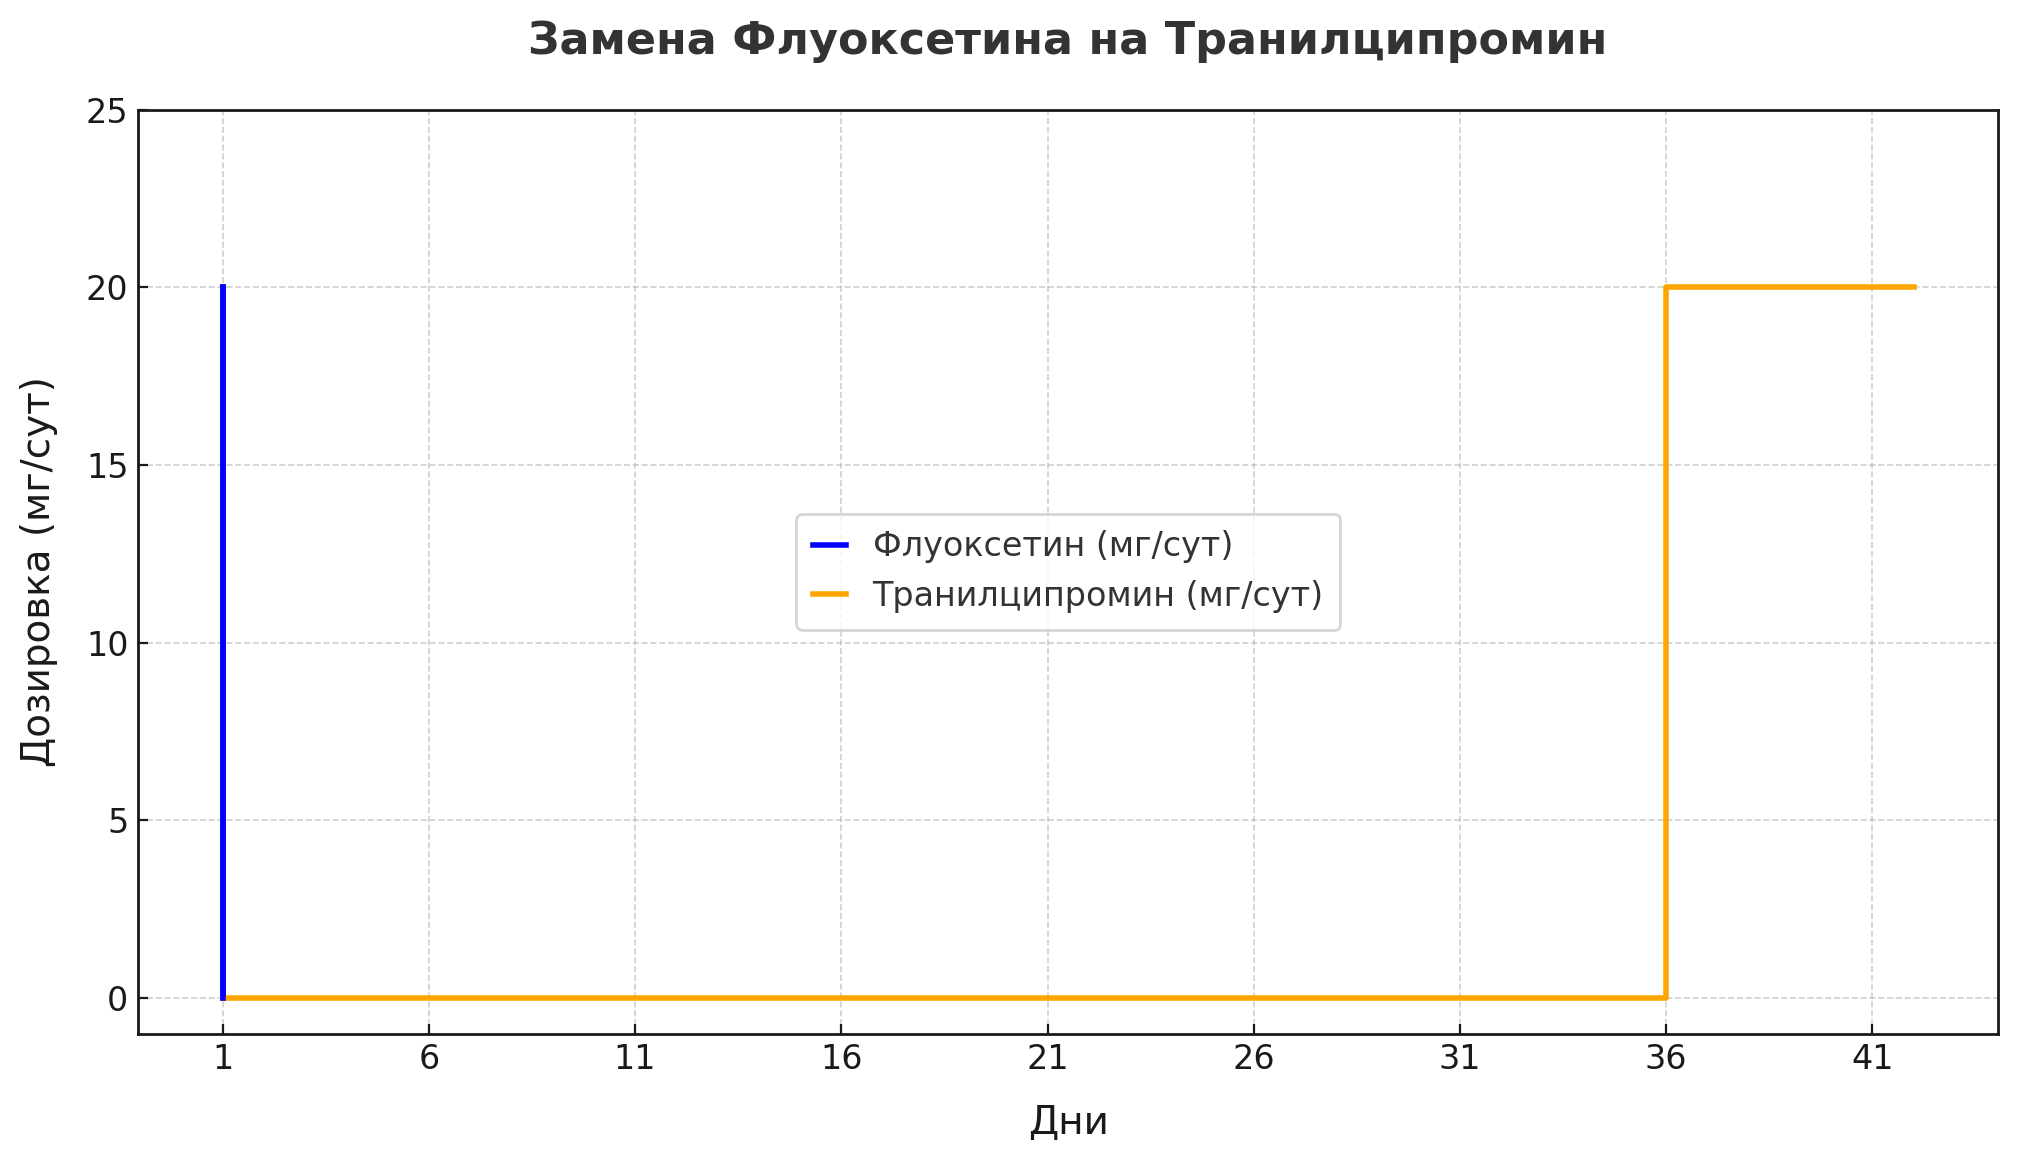 Замена Флуоксетина на Транилципромин
25
20
15
10
5
0
Дозировка (мг/сут)
Флуоксетин (мг/сут)
Транилципромин (мг/сут)
1 6 11 16 21 26 31 36 41
Дни